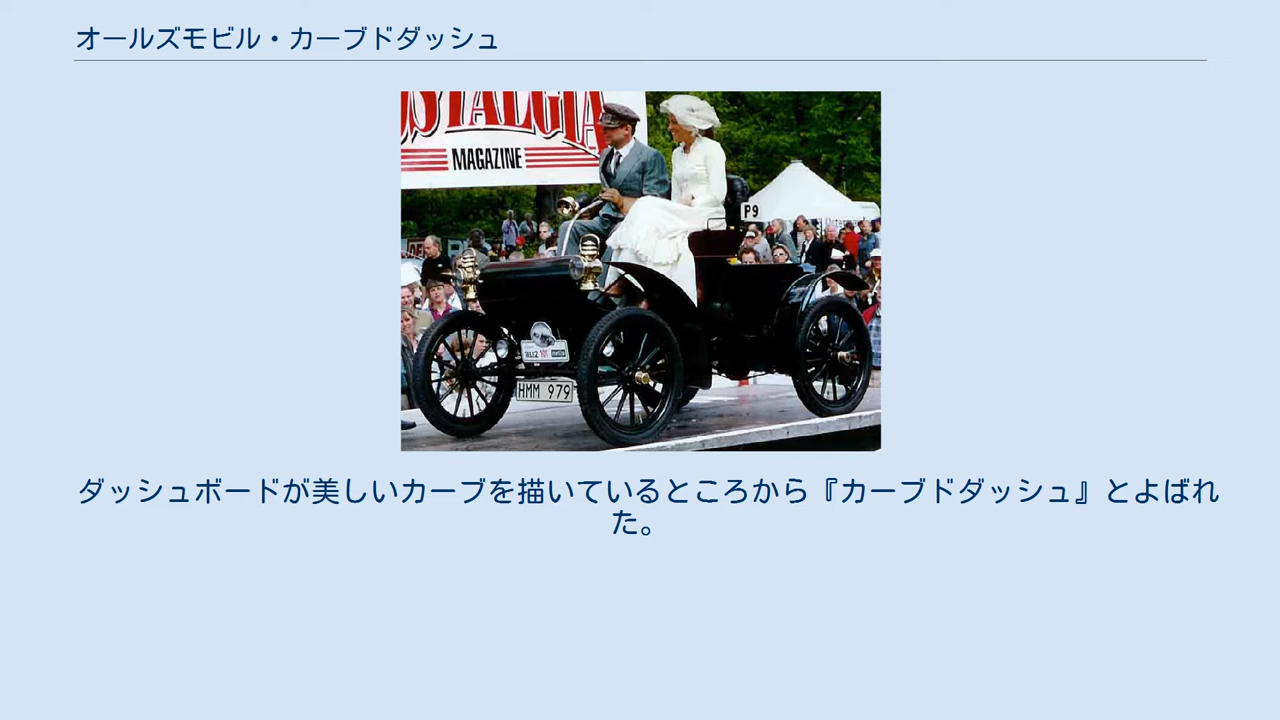 オールズモビル・カーブドダッシュ
STALGIA
MAGAZINE
P9
TELE2
HMM 979
ダッシュボードが美しいカーブを描いているところから『カーブドダッシュ』とよばれ
た。